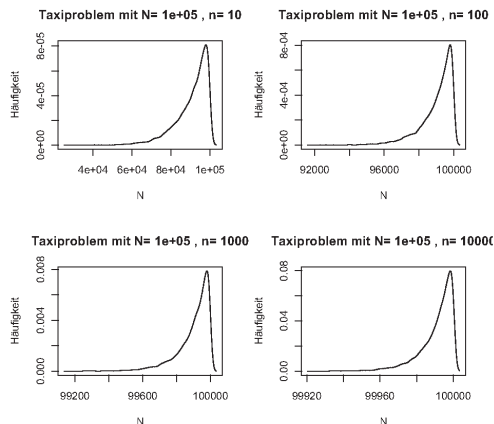 Taxiproblem mit N= 1e+05 , n= 10
Häufigkeit
0e+00 4e-05 8e-05
4e+04 6e+04 8e+04 1e+05
N
Taxiproblem mit N= 1e+05 , n= 100
Häufigkeit
0e+00 4e-04 8e-04
92000 96000 100000
N
Taxiproblem mit N= 1e+05 , n= 1000
Häufigkeit
0.000 0.004 0.008
99200 99600 100000
N
Taxiproblem mit N= 1e+05 , n= 10000
Häufigkeit
0.00 0.04 0.08
99920 99960 100000
N